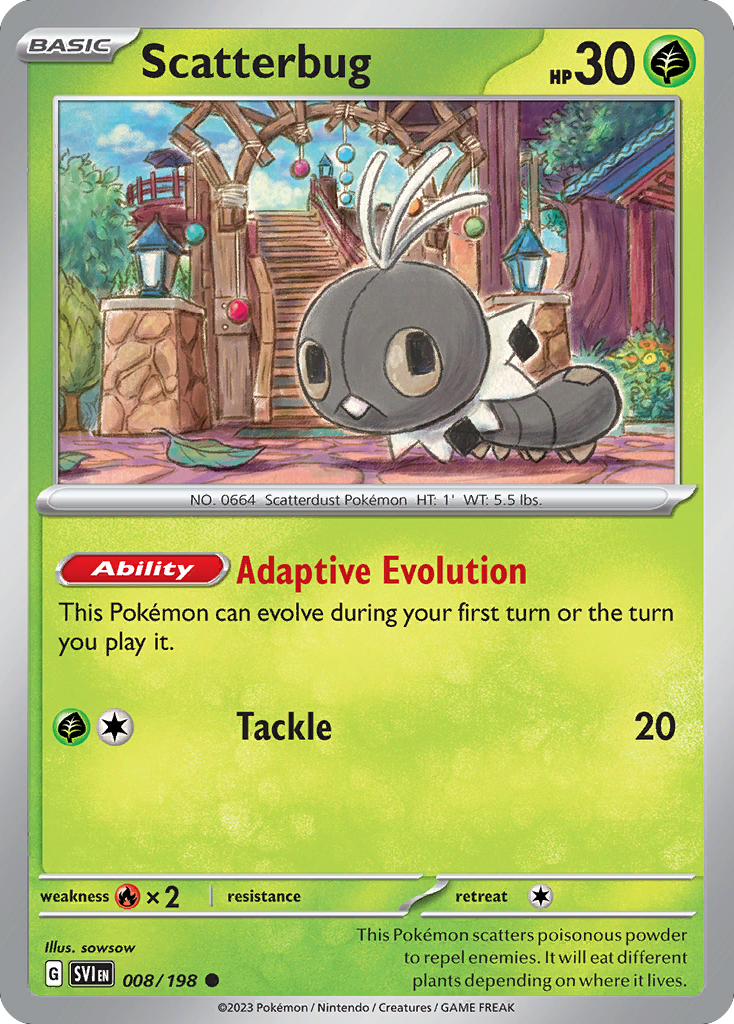 BASIC
Scatterbug
HP 30
NO. 0664 Scatterdust Pokémon HT: 1' WT: 5.5 lbs.
Ability Adaptive Evolution
This Pokémon can evolve during your first turn or the turn
you play it.
Tackle 20
weakness × 2 resistance retreat
Illus. sowsow
This Pokémon scatters poisonous powder
to repel enemies. It will eat different
plants depending on where it lives.
G SVI EN 008/198
©2023 Pokémon / Nintendo / Creatures / GAME FREAK